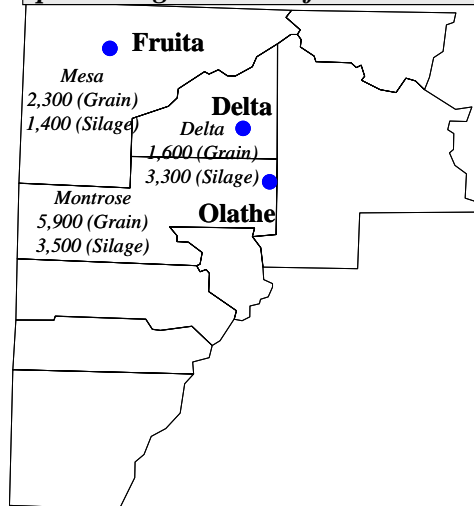 Fruita
Mesa
2,300 (Grain)
1,400 (Silage)
Delta
Delta
1,600 (Grain)
3,300 (Silage)
Olathe
Montrose
5,900 (Grain)
3,500 (Silage)